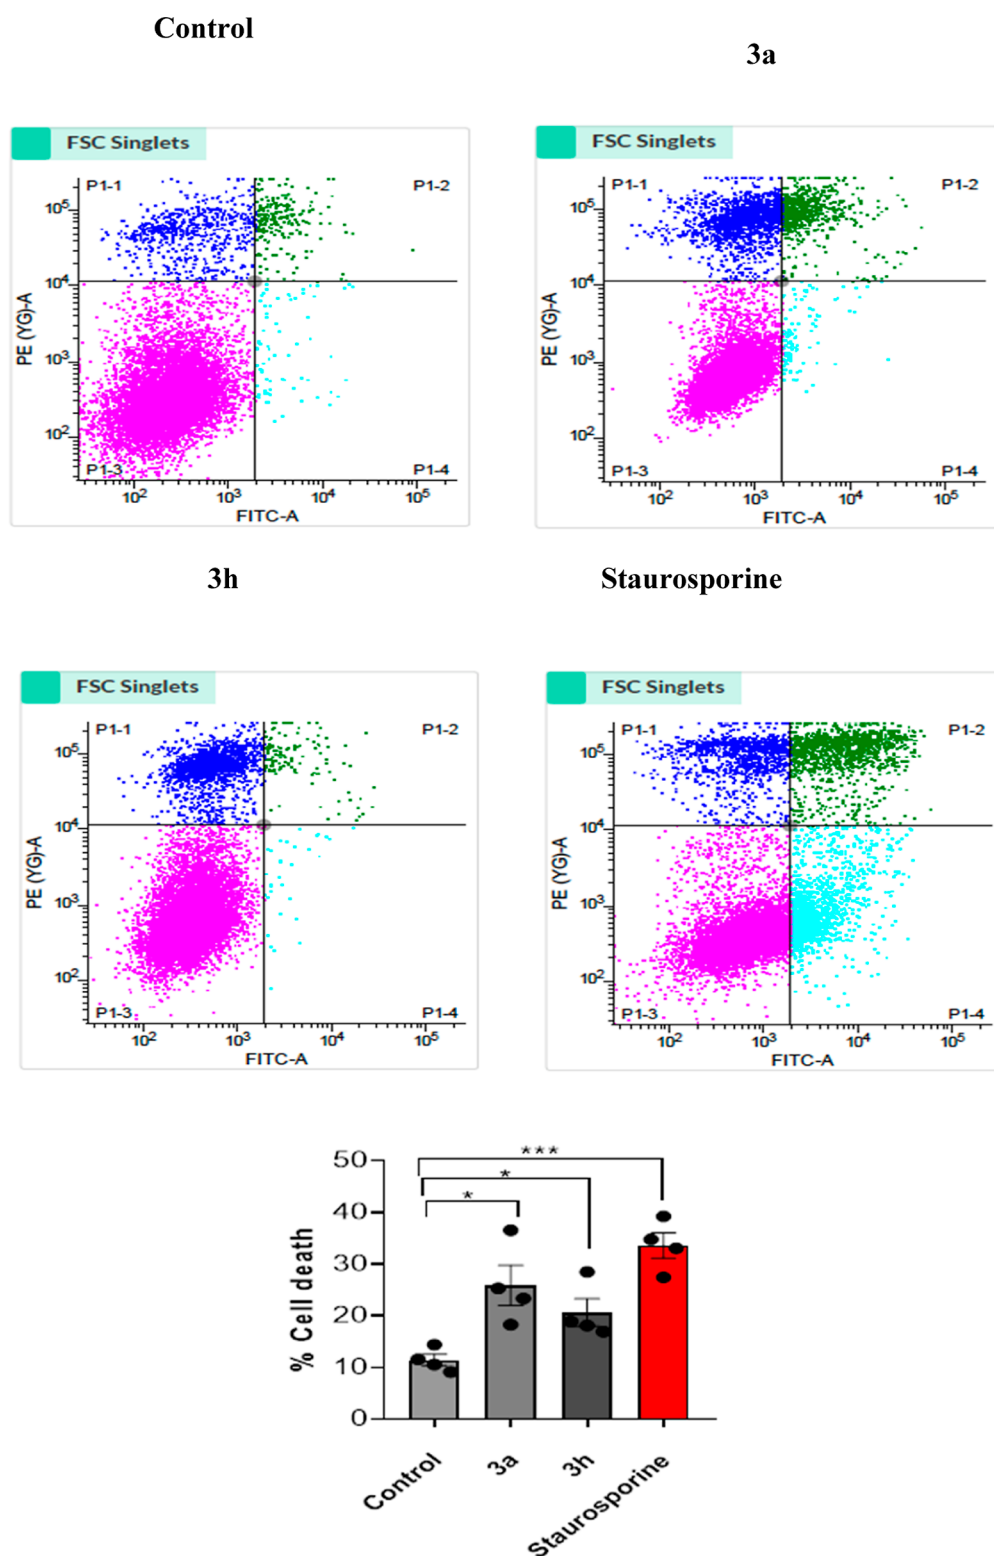 Control
3a
FSC Singlets
P1-1
P1-2
10⁵
10⁴
10³
10²
PE (YG)-A
P1-3
P1-4
10² 10³ 10⁴ 10⁵
FITC-A
FSC Singlets
P1-1
P1-2
10⁵
10⁴
10³
10²
PE (YG)-A
P1-3
P1-4
10² 10³ 10⁴ 10⁵
FITC-A
3h
Staurosporine
FSC Singlets
P1-1
P1-2
10⁵
10⁴
10³
10²
PE (YG)-A
P1-3
P1-4
10² 10³ 10⁴ 10⁵
FITC-A
FSC Singlets
P1-1
P1-2
10⁵
10⁴
10³
10²
PE (YG)-A
P1-3
P1-4
10² 10³ 10⁴ 10⁵
FITC-A
***
*
*
50
40
30
20
10
0
% Cell death
Control
3a
3h
Staurosporine